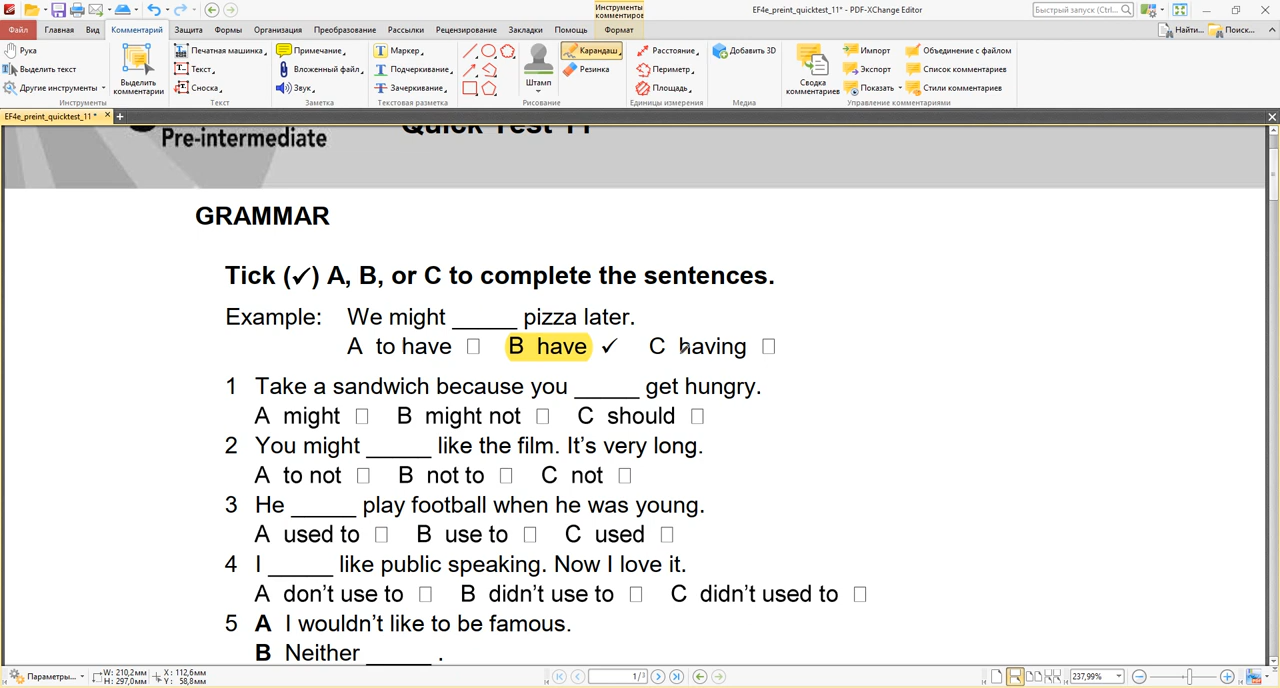 Инструменты комментиров
EF4e_preint_quicktest_11* - PDF-XChange Editor
Быстрый запуск (Ctrl...
Файл Главная Вид Комментарий Защита Формы Организация Преобразование Рассылки Рецензирование Закладки Помощь Формат Найти... Поиск...
Рука
Выделить текст
Другие инструменты
Инструменты
Выделить комментарии
Печатная машинка
Текст
Сноска
Текст
Примечание
Вложенный файл
Звук
Заметка
Маркер
Подчеркивание
Зачеркивание
Текстовая разметка
Штамп
Карандаш
Резинка
Рисование
Расстояние
Периметр
Площадь
Единицы измерения
Добавить 3D
Медиа
Сводка комментариев
Импорт
Экспорт
Показать
Объединение с файлом
Список комментариев
Стили комментариев
Управление комментариями
EF4e_preint_quicktest_11 *
Pre-intermediate Quick Test 11
GRAMMAR
Tick (✓) A, B, or C to complete the sentences.
Example: We might _____ pizza later.
A to have □ B have ✓ C having □
1 Take a sandwich because you _____ get hungry.
A might □ B might not □ C should □
2 You might _____ like the film. It’s very long.
A to not □ B not to □ C not □
3 He _____ play football when he was young.
A used to □ B use to □ C used □
4 I _____ like public speaking. Now I love it.
A don’t use to □ B didn’t use to □ C didn’t used to □
5 A I wouldn’t like to be famous.
B Neither _____ .
Параметры...
W: 210,2мм
H: 297,0мм
X: 112,6мм
Y: 58,8мм
237,99%